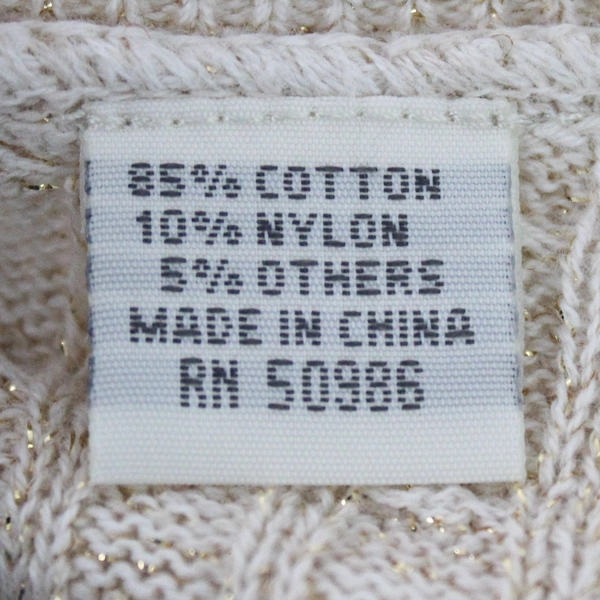 85% COTTON
10% NYLON
5% OTHERS
MADE IN CHINA
RN 50986